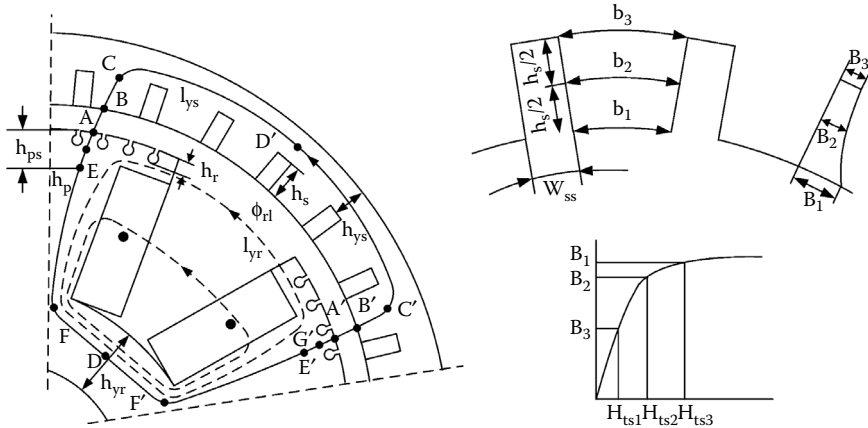 C
B
l_ys
A
h_ps
E
h_p
h_r
D′
h_s
ϕ_rl
h_ys
l_yr
A′
B′
C′
G′
E′
F
D
h_yr
F′
b_3
h_s/2
b_2
h_s/2
b_1
W_ss
B_3
B_2
B_1
B_1
B_2
B_3
H_ts1 H_ts2 H_ts3